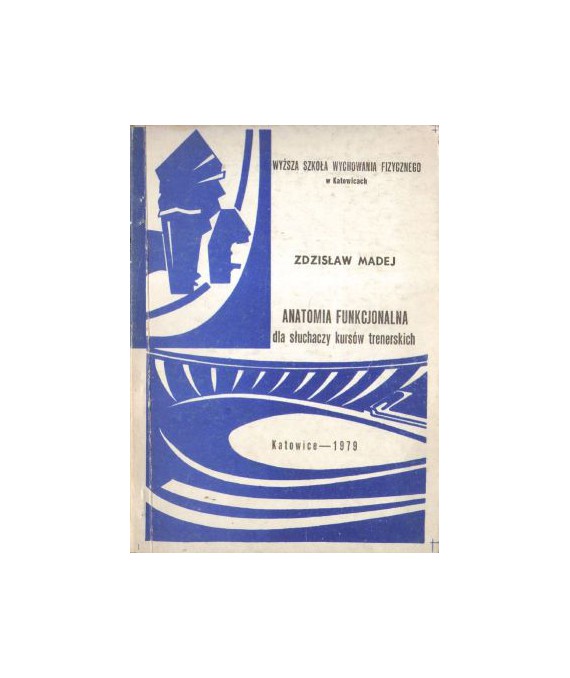 WYŻSZA SZKOŁA WYCHOWANIA FIZYCZNEGO
w Katowicach
ZDZISŁAW MADEJ
ANATOMIA FUNKCJONALNA
dla słuchaczy kursów trenerskich
Katowice—1979